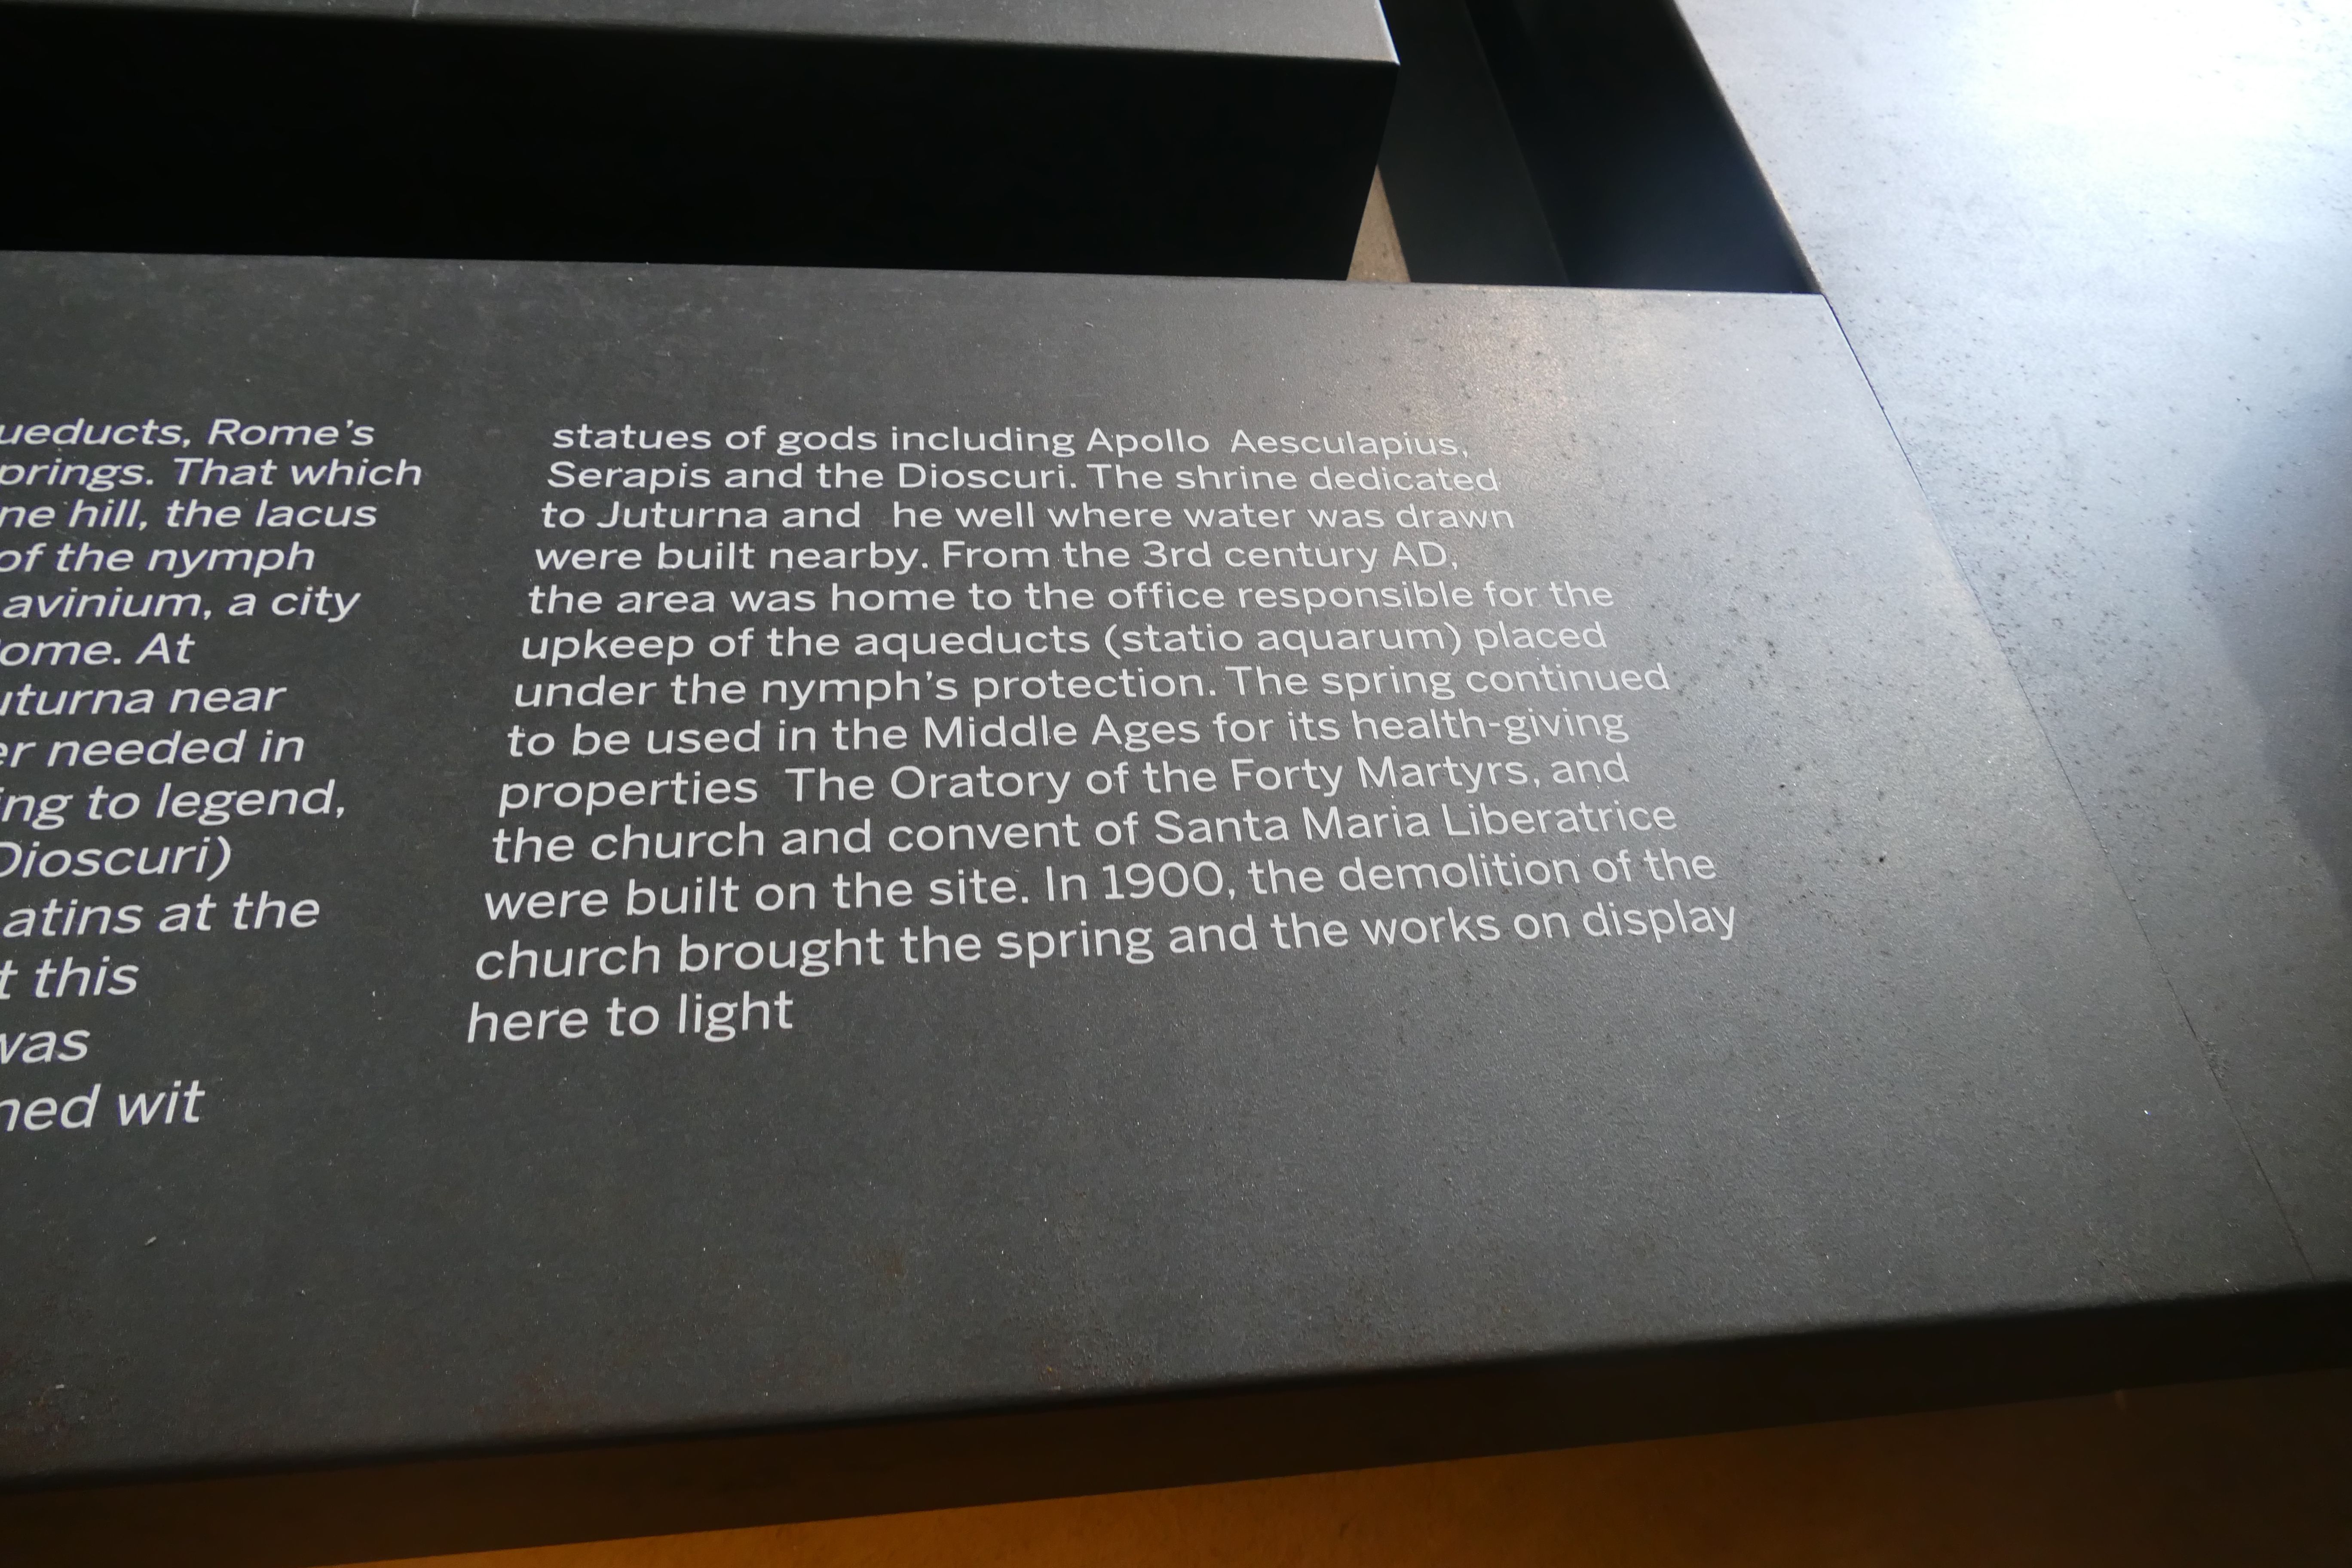 ueducts, Rome's
prings. That which
ne hill, the lacus
of the nymph
avinium, a city
ome. At
uturna near
er needed in
ing to legend,
Dioscuri)
atins at the
t this
was
ned wit
statues of gods including Apollo Aesculapius,
Serapis and the Dioscuri. The shrine dedicated
to Juturna and he well where water was drawn
were built nearby. From the 3rd century AD,
the area was home to the office responsible for the
upkeep of the aqueducts (statio aquarum) placed
under the nymph's protection. The spring continued
to be used in the Middle Ages for its health-giving
properties The Oratory of the Forty Martyrs, and
the church and convent of Santa Maria Liberatrice
were built on the site. In 1900, the demolition of the
church brought the spring and the works on display
here to light